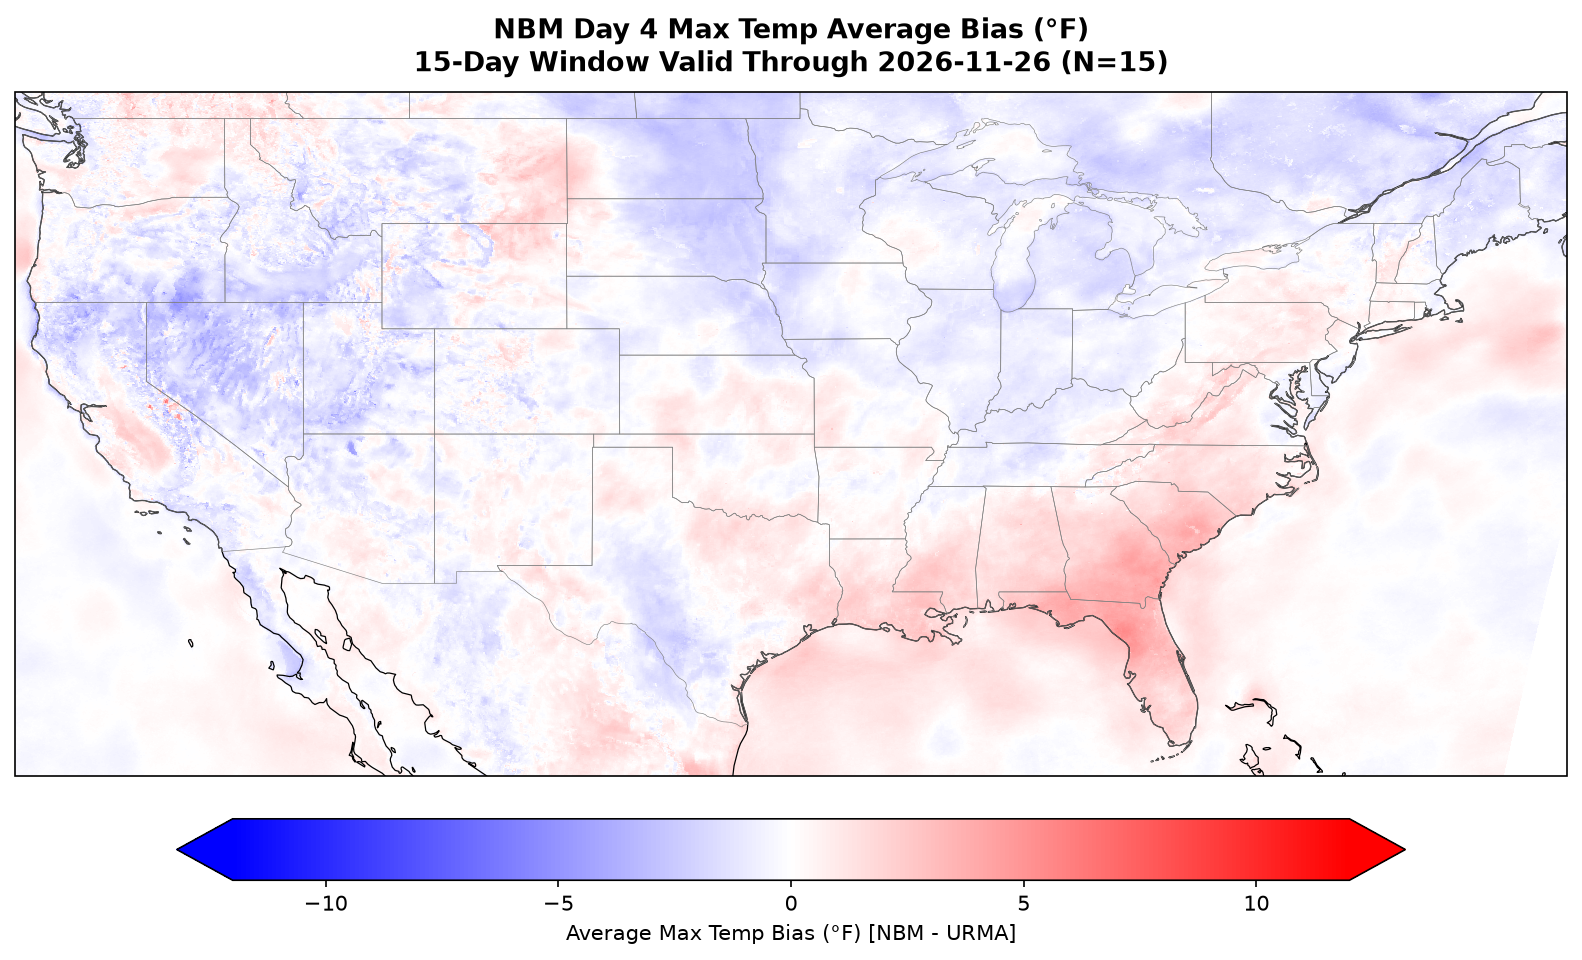 NBM Day 4 Max Temp Average Bias (°F)
15-Day Window Valid Through 2026-11-26 (N=15)
−10
−5
0
5
10
Average Max Temp Bias (°F) [NBM - URMA]